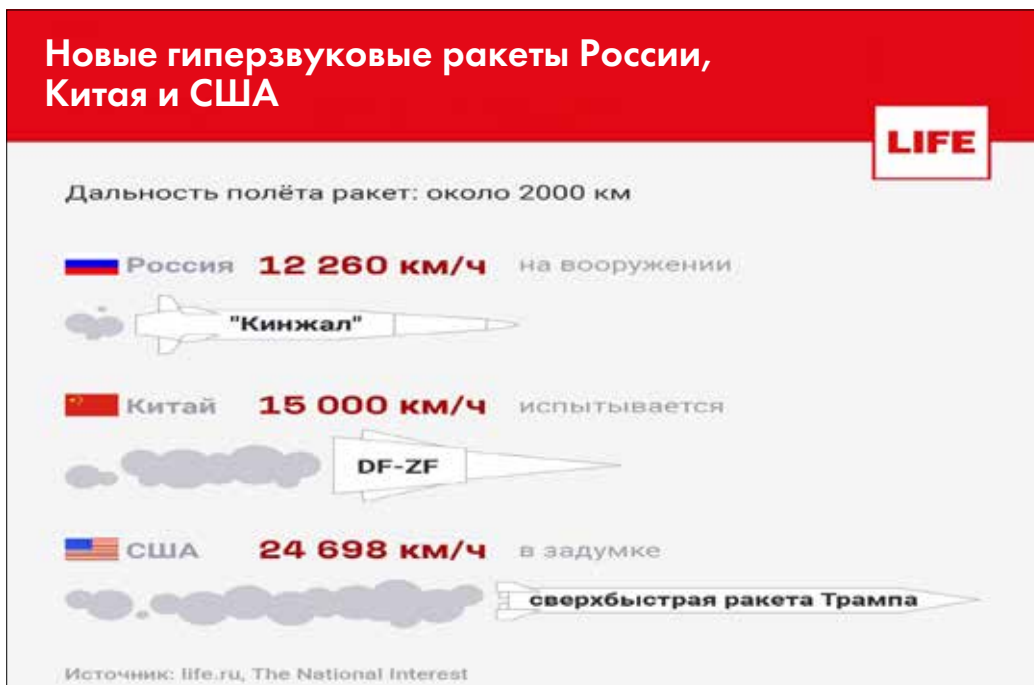 Новые гиперзвуковые ракеты России,
Китая и США
LIFE
Дальность полёта ракет: около 2000 км
Россия 12 260 км/ч на вооружении
"Кинжал"
Китай 15 000 км/ч испытывается
DF-ZF
США 24 698 км/ч в задумке
сверхбыстрая ракета Трампа
Источник: life.ru, The National Interest